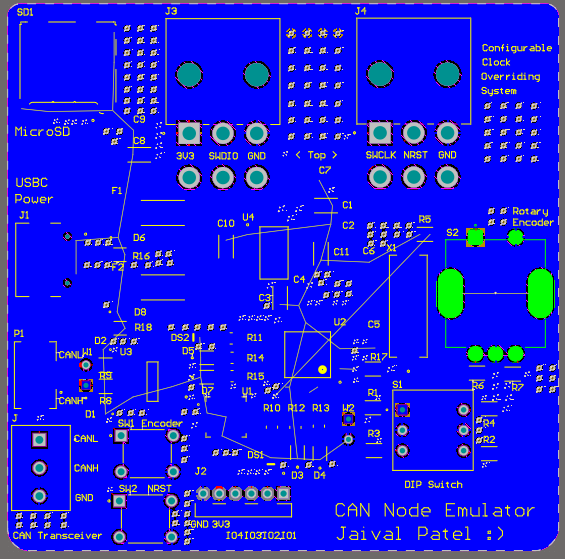 SD1
J3
J4
Configurable
Clock
Overriding
System
C9
MicroSD
C8
3V3 SWDIO GND
< Top >
SWCLK NRST GND
C7
USBC
Power
F1
C1
J1
C10
U4
C2
R5
Rotary
Encoder
S2
D6
R16
F2
C11
C6
X1
C4
C3
D8
R18
P1
D2
U3
DS2
D5
R11
U2
C5
CANL
W1
R14
R17
R9
R15
D7
U1
R6
R7
CANH
R8
D1
R10 R12 R13
R1
S1
W2
J
SW1 Encoder
R4
R3
R2
CANL
CANH
DS1
J2
D3 D4
DIP Switch
SW2 NRST
GND
CAN Node Emulator
GND 3V3
CAN Transceiver
IO4IO3IO2IO1
Jaival Patel :)